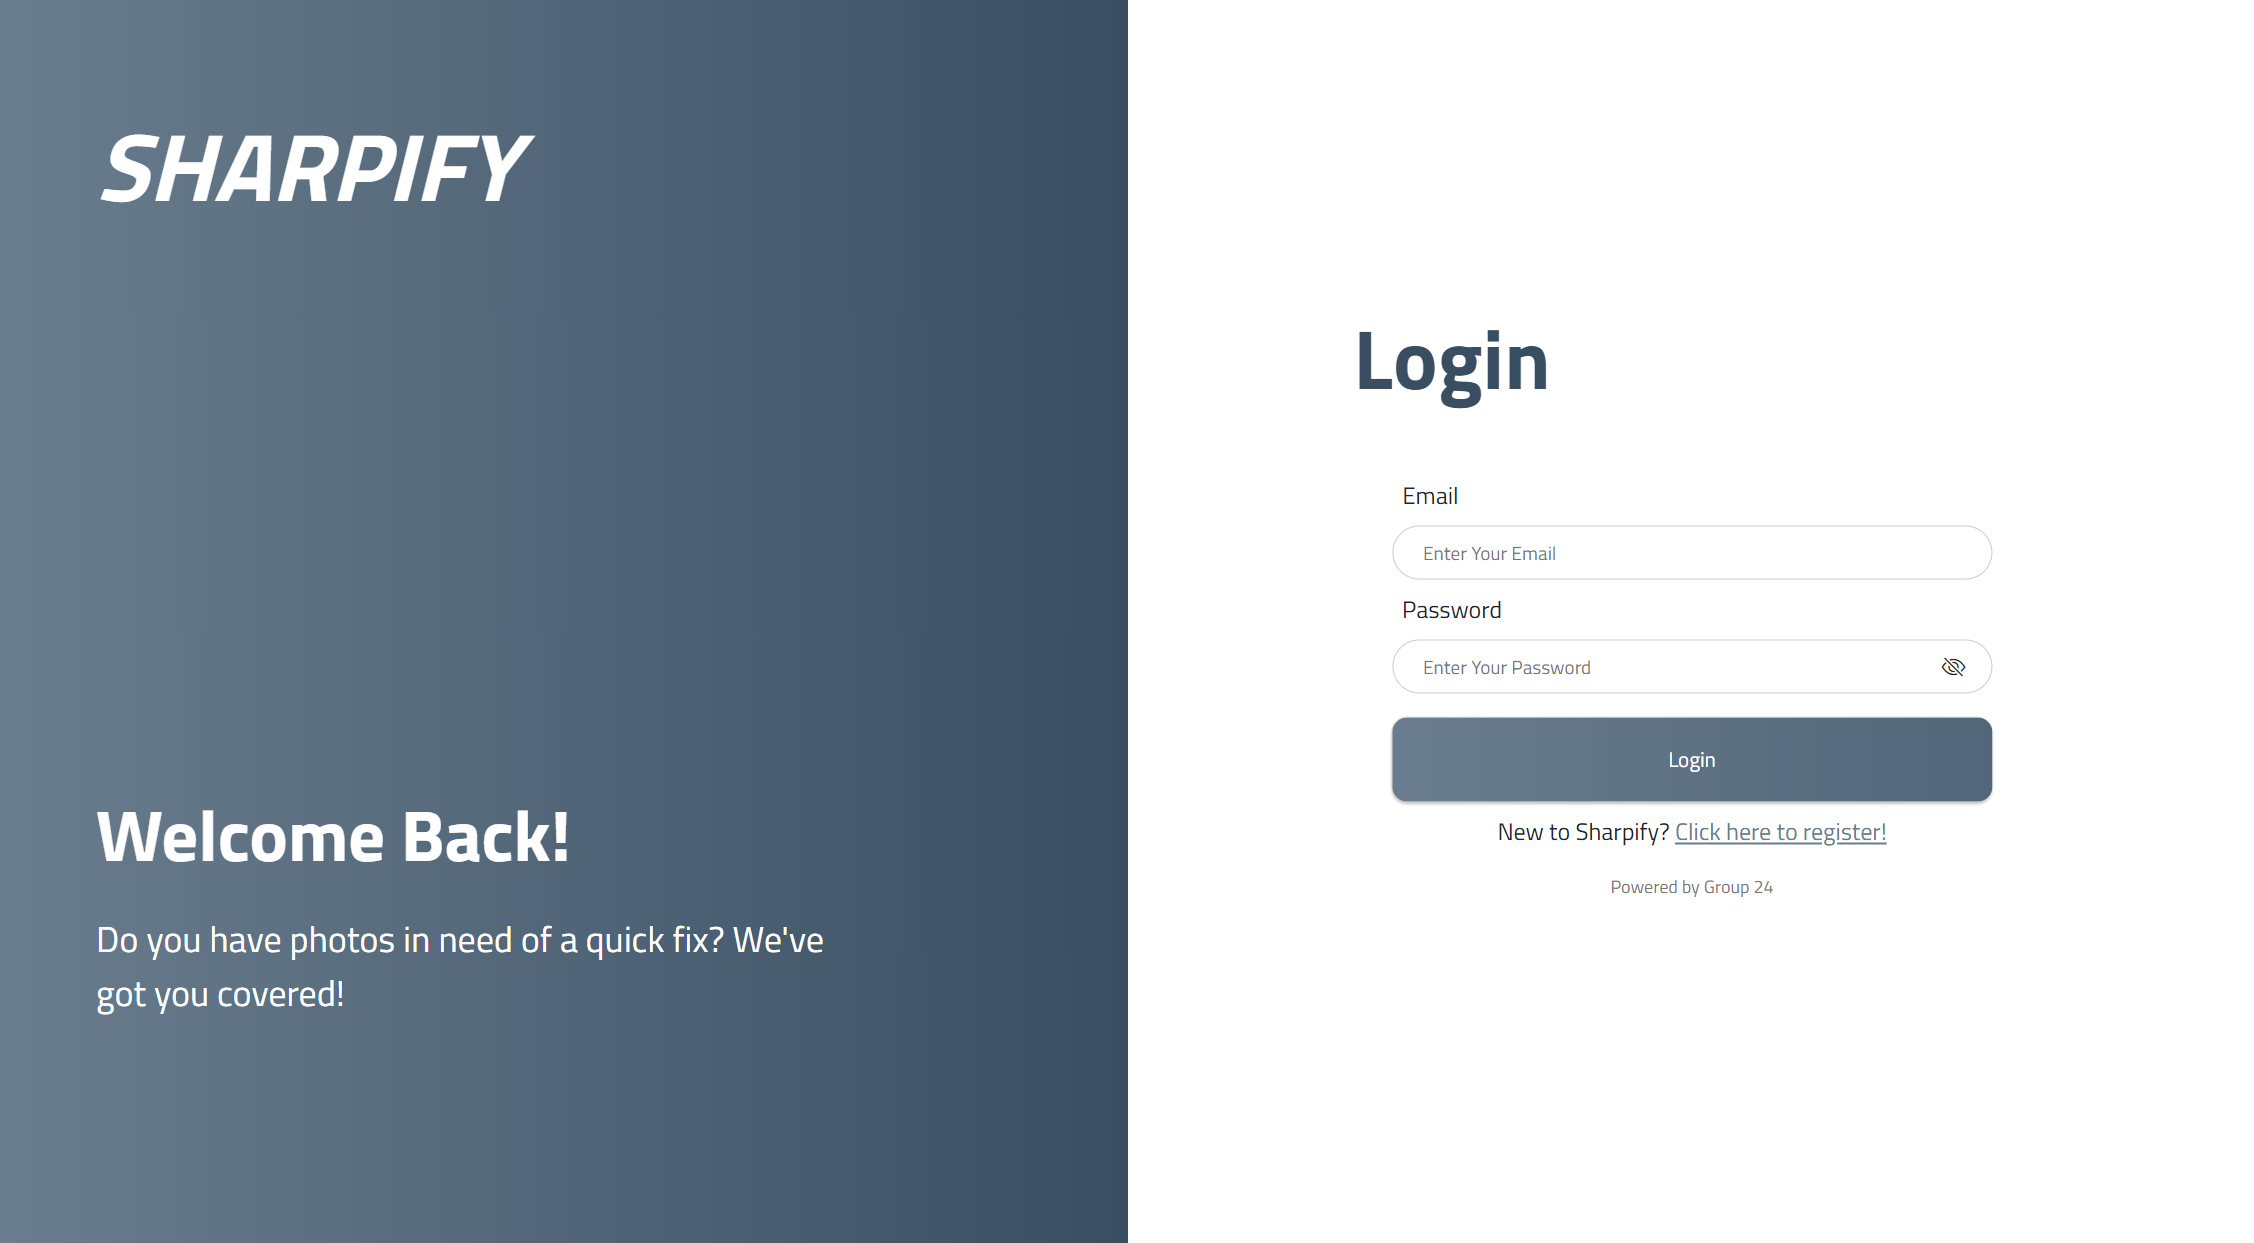 SHARPIFY
Welcome Back!
Do you have photos in need of a quick fix? We've
got you covered!
Login
Email
Enter Your Email
Password
Enter Your Password
Login
New to Sharpify? Click here to register!
Powered by Group 24